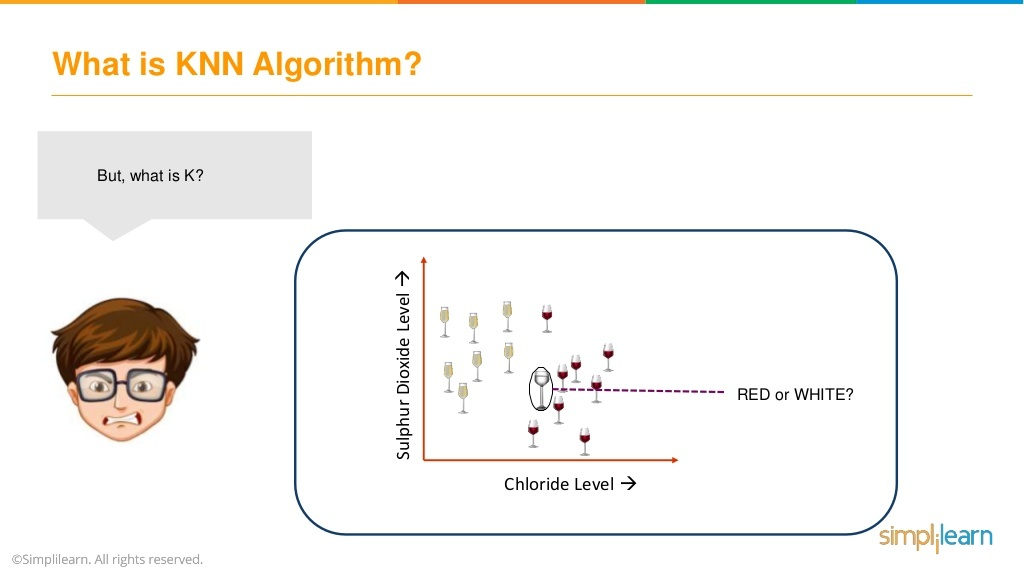 What is KNN Algorithm?
But, what is K?
Sulphur Dioxide Level →
RED or WHITE?
Chloride Level →
simplilearn
©Simplilearn. All rights reserved.